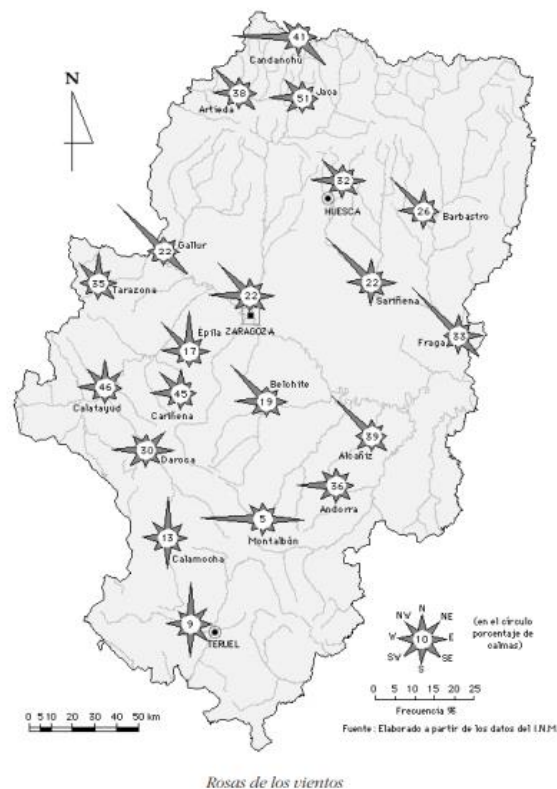 41
Candanchú
N
38
Artieda
51
Jaca
32
HUESCA
26
Barbastro
Gallur
22
35
Tarazona
22
ZARAGOZA
22
Sariñena
33
Fraga
Épila
17
46
Calatayud
45
Cariñena
Belchite
19
39
Alcañiz
30
Daroca
36
Andorra
5
Montalbán
13
Calamocha
9
TERUEL
N
NW NE
W 10 E
SW SE
S
(en el círculo
porcentaje de
calmas)
0 5 10 15 20 25
Frecuencia %
0 5 10 20 30 40 50 km
Fuente: Elaborado a partir de los datos del I.N.M
Rosas de los vientos